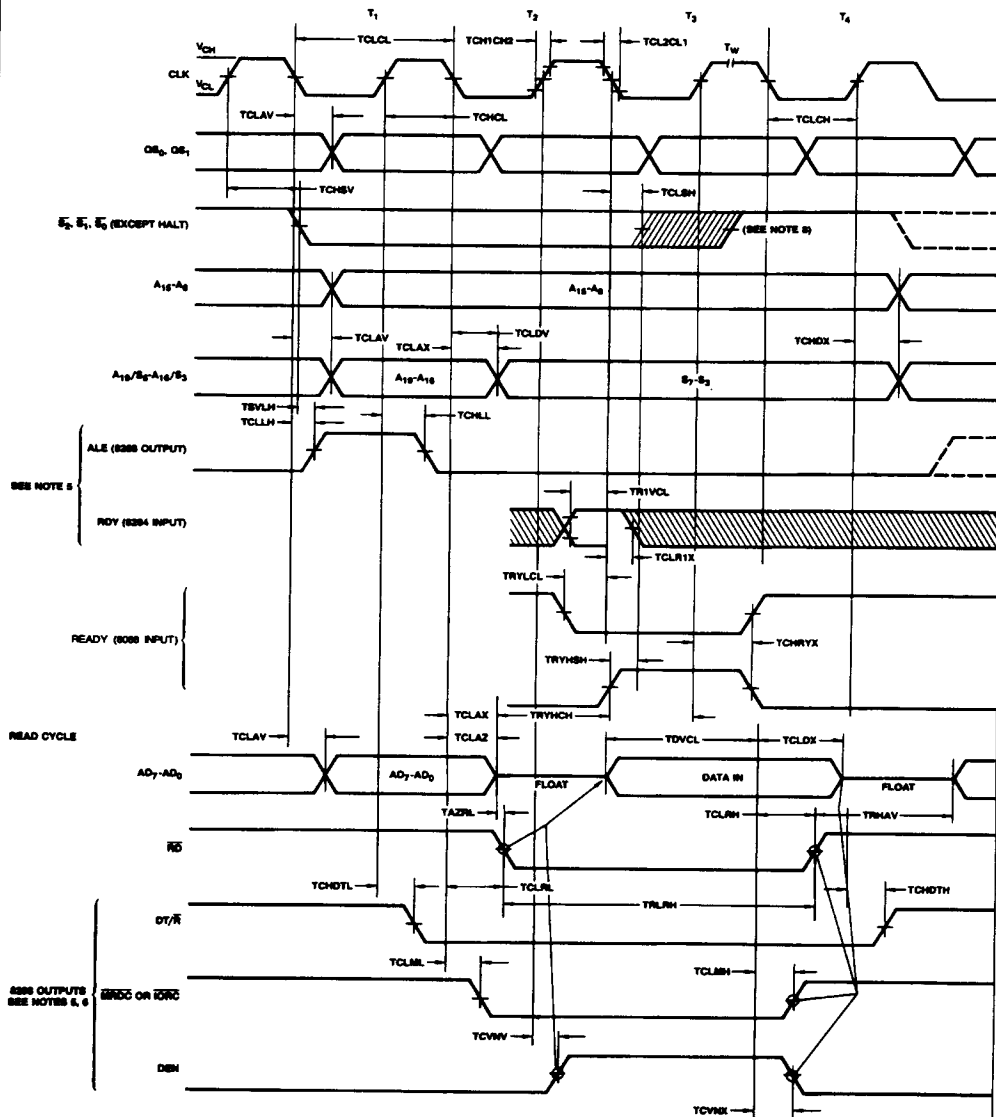 T1 T2 T3 T4
TCLCL TCH1CH2 TCL2CL1 TW
VCH
CLK
VCL
TCLAV TCHCL TCLCH
QS0, QS1
TCHSV TCLSH
S2, S1, S0 (EXCEPT HALT) (SEE NOTE 8)
A15-A8 A15-A8
TCLAV TCLDV
TCLAX TCHDX
A19/S6-A16/S3 A19-A16 S7-S3
TSVLH
TCLLH TCHLL
ALE (8288 OUTPUT)
SEE NOTE 5
TR1VCL
RDY (8284 INPUT)
TCLR1X
TRYLCL
READY (8088 INPUT)
TCHRYX
TRYHSH
READ CYCLE
TCLAX TRYHCH
TCLAV TCLAZ TDVCL TCLDX
AD7-AD0 AD7-AD0 FLOAT DATA IN FLOAT
TAZRL TCLRH TRHAV
RD
TCHDTL TCLRL TCHDTH
TRLRH
DT/R
TCLML TCLMH
8288 OUTPUTS
SEE NOTES 5, 6
MRDC OR IORC
TCVNV
DEN
TCVNX